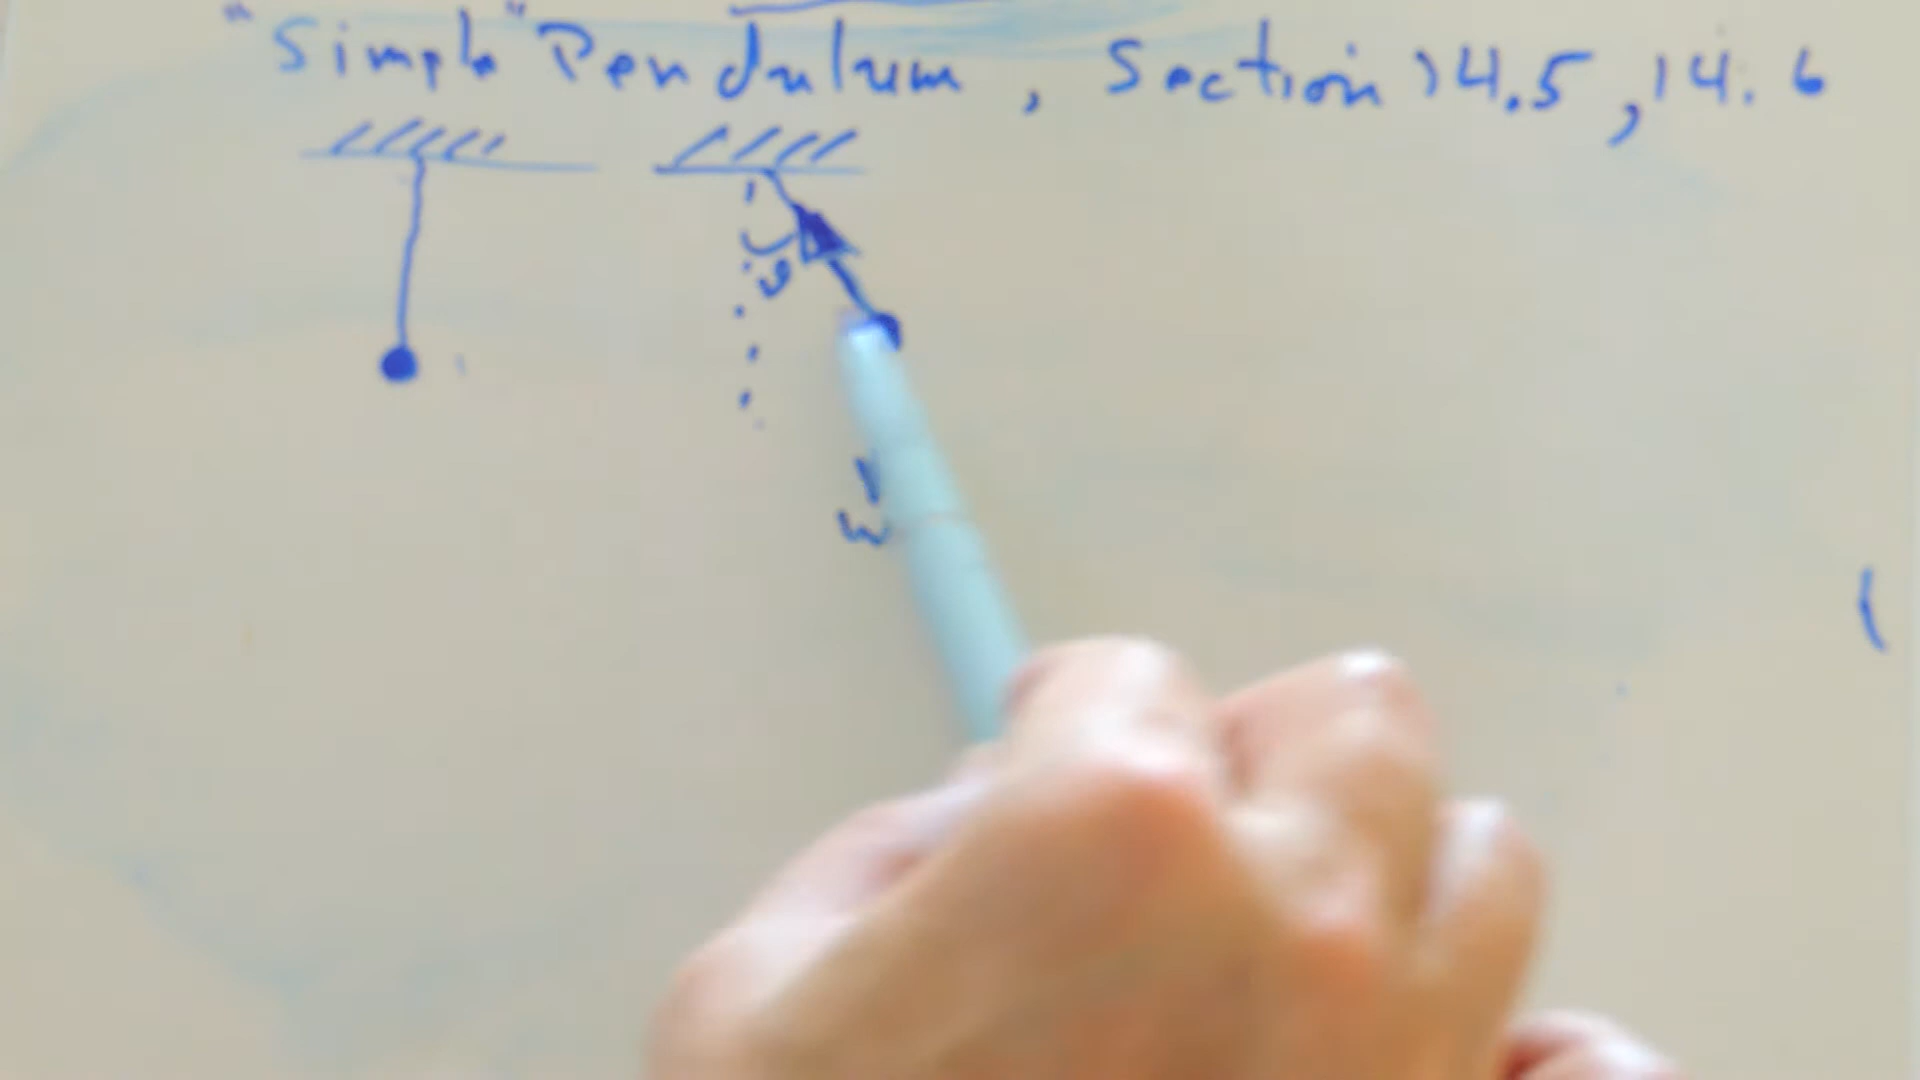 "Simple" Pendulum, Section 14.5, 14.6
θ
w